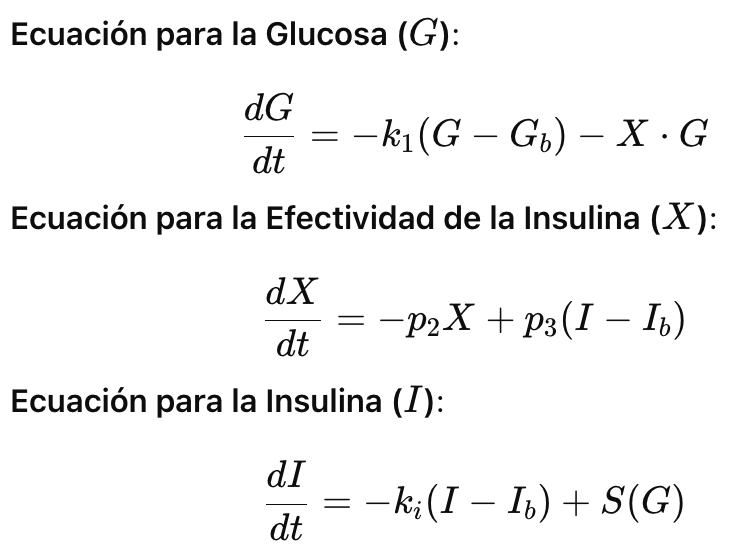 Ecuación para la Glucosa (G):
dG/dt = −k₁(G − G_b) − X · G
Ecuación para la Efectividad de la Insulina (X):
dX/dt = −p₂X + p₃(I − I_b)
Ecuación para la Insulina (I):
dI/dt = −kᵢ(I − I_b) + S(G)